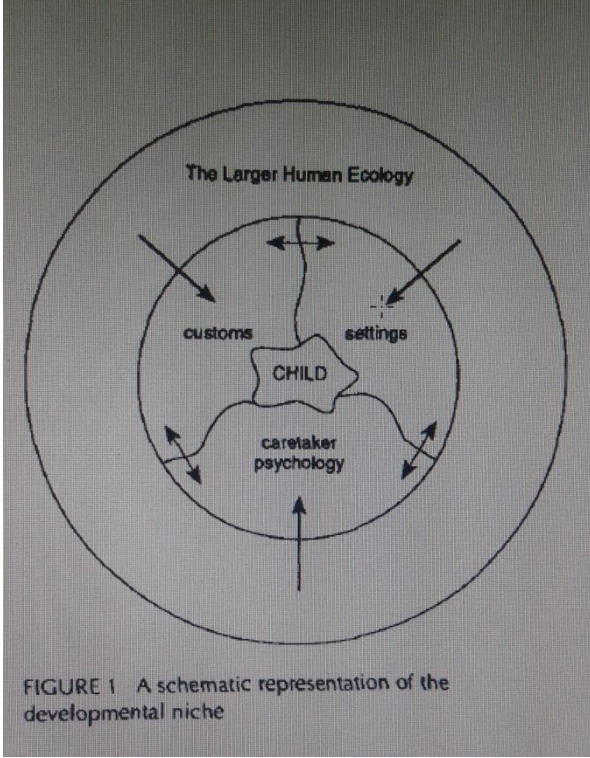 The Larger Human Ecology
customs
settings
CHILD
caretaker
psychology
FIGURE 1 A schematic representation of the
developmental niche